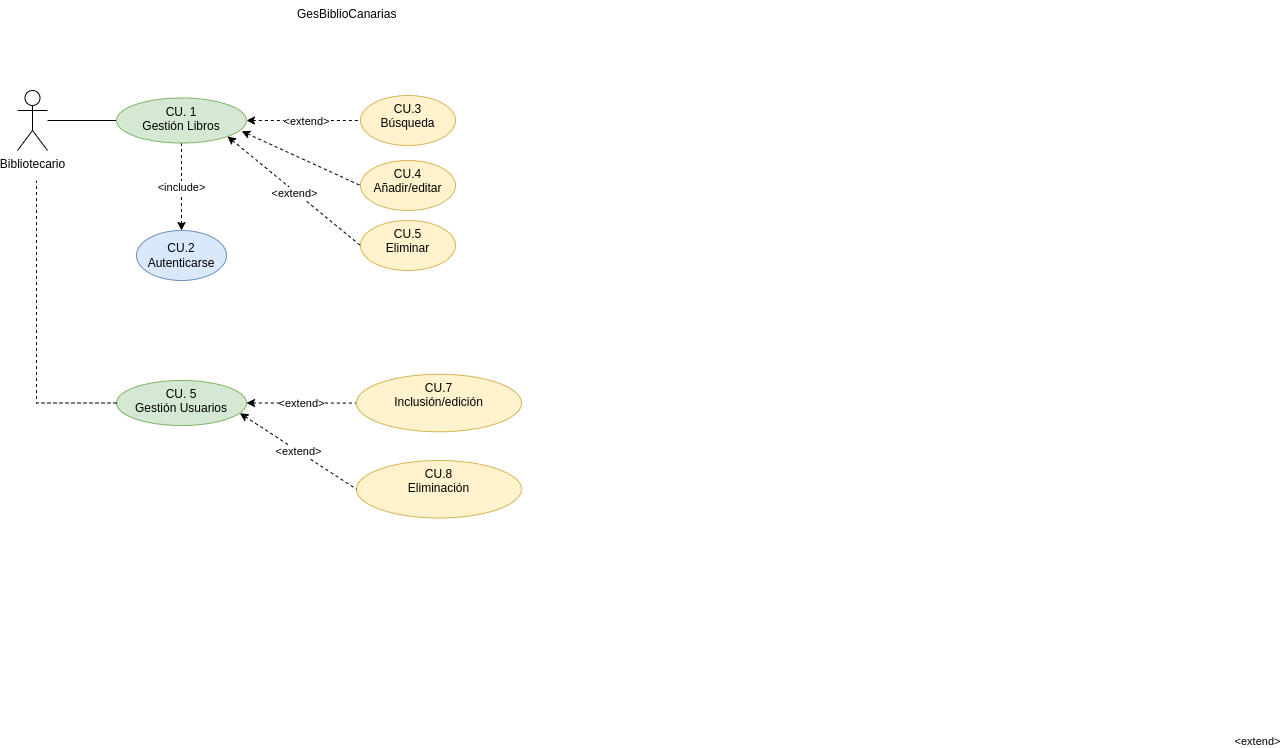 GesBiblioCanarias
Bibliotecario
CU. 1
Gestión Libros
<extend>
CU.3
Búsqueda
CU.4
Añadir/editar
<extend>
CU.5
Eliminar
<include>
CU.2
Autenticarse
CU. 5
Gestión Usuarios
<extend>
CU.7
Inclusión/edición
<extend>
CU.8
Eliminación
<extend>